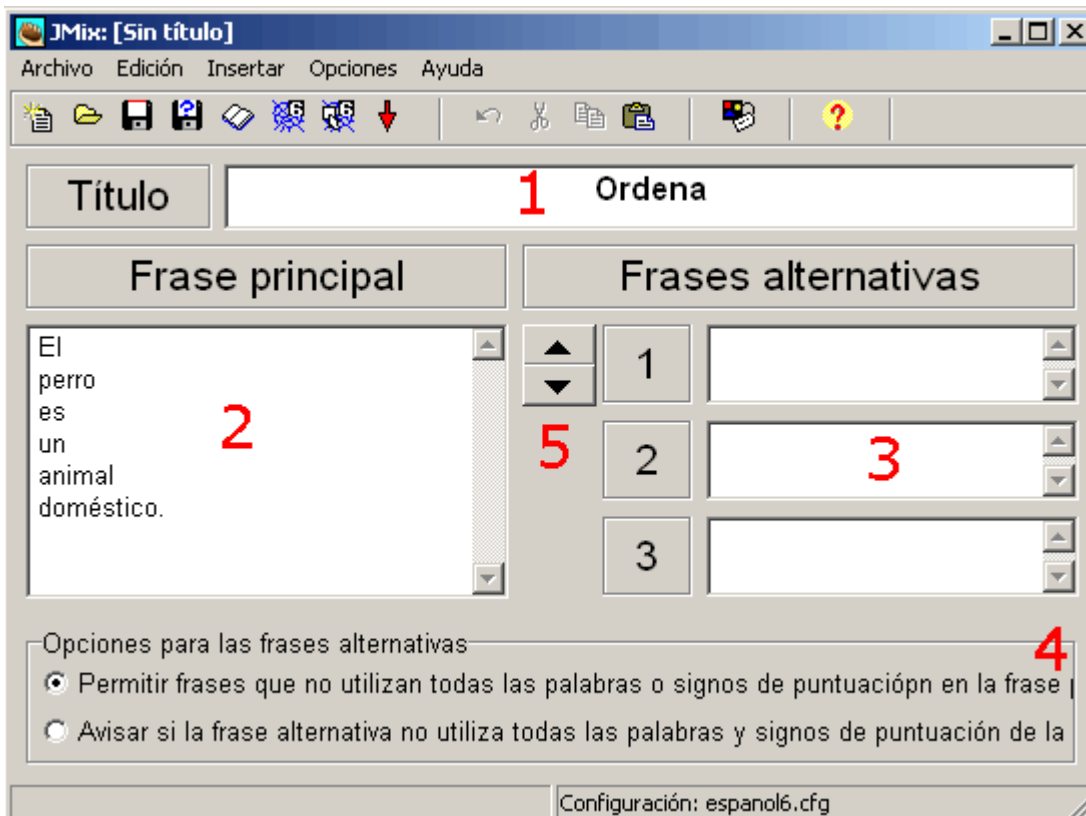 JMix: [Sin título]
Archivo Edición Insertar Opciones Ayuda
Título
1 Ordena
Frase principal
Frases alternativas
El
perro
es
un
animal
doméstico.
2
5
1
2
3
3
4
Opciones para las frases alternativas
Permitir frases que no utilizan todas las palabras o signos de puntuaciópn en la frase
Avisar si la frase alternativa no utiliza todas las palabras y signos de puntuación de la
Configuración: espanol6.cfg